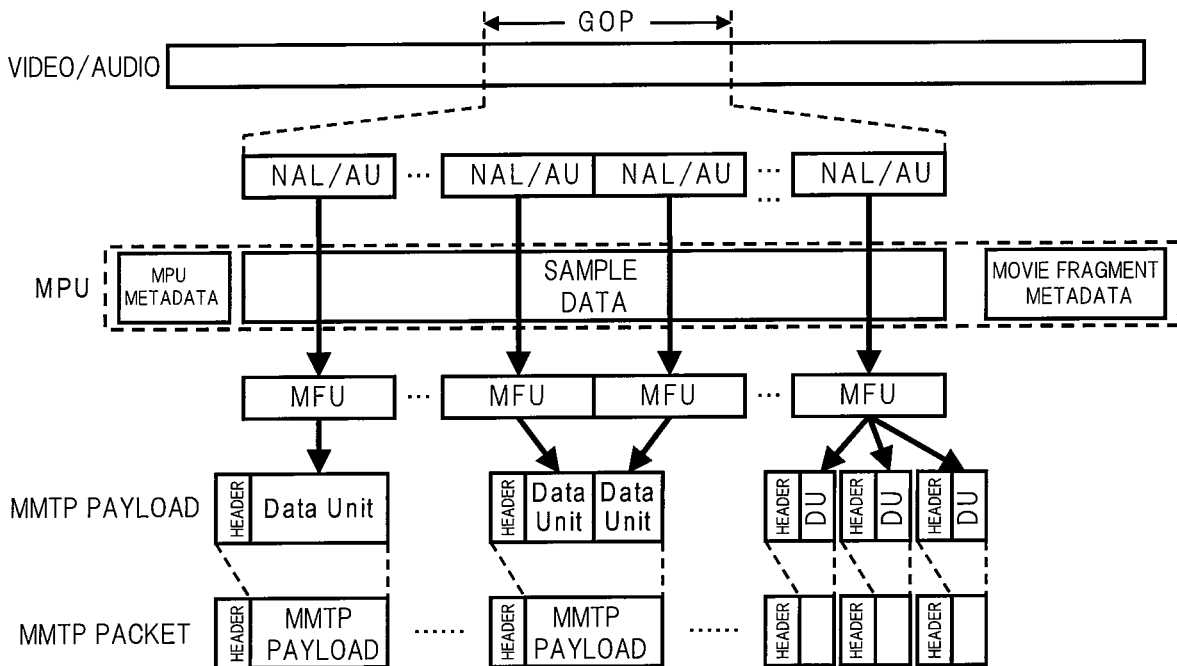 GOP
VIDEO/AUDIO
NAL/AU ... NAL/AU NAL/AU ... ... NAL/AU
MPU
MPU METADATA
SAMPLE DATA
MOVIE FRAGMENT METADATA
MFU ... MFU MFU ... MFU
MMTP PAYLOAD
HEADER Data Unit
HEADER Data Unit Data Unit
HEADER DU HEADER DU HEADER DU
MMTP PACKET
HEADER MMTP PAYLOAD ......
HEADER MMTP PAYLOAD ......
HEADER HEADER HEADER